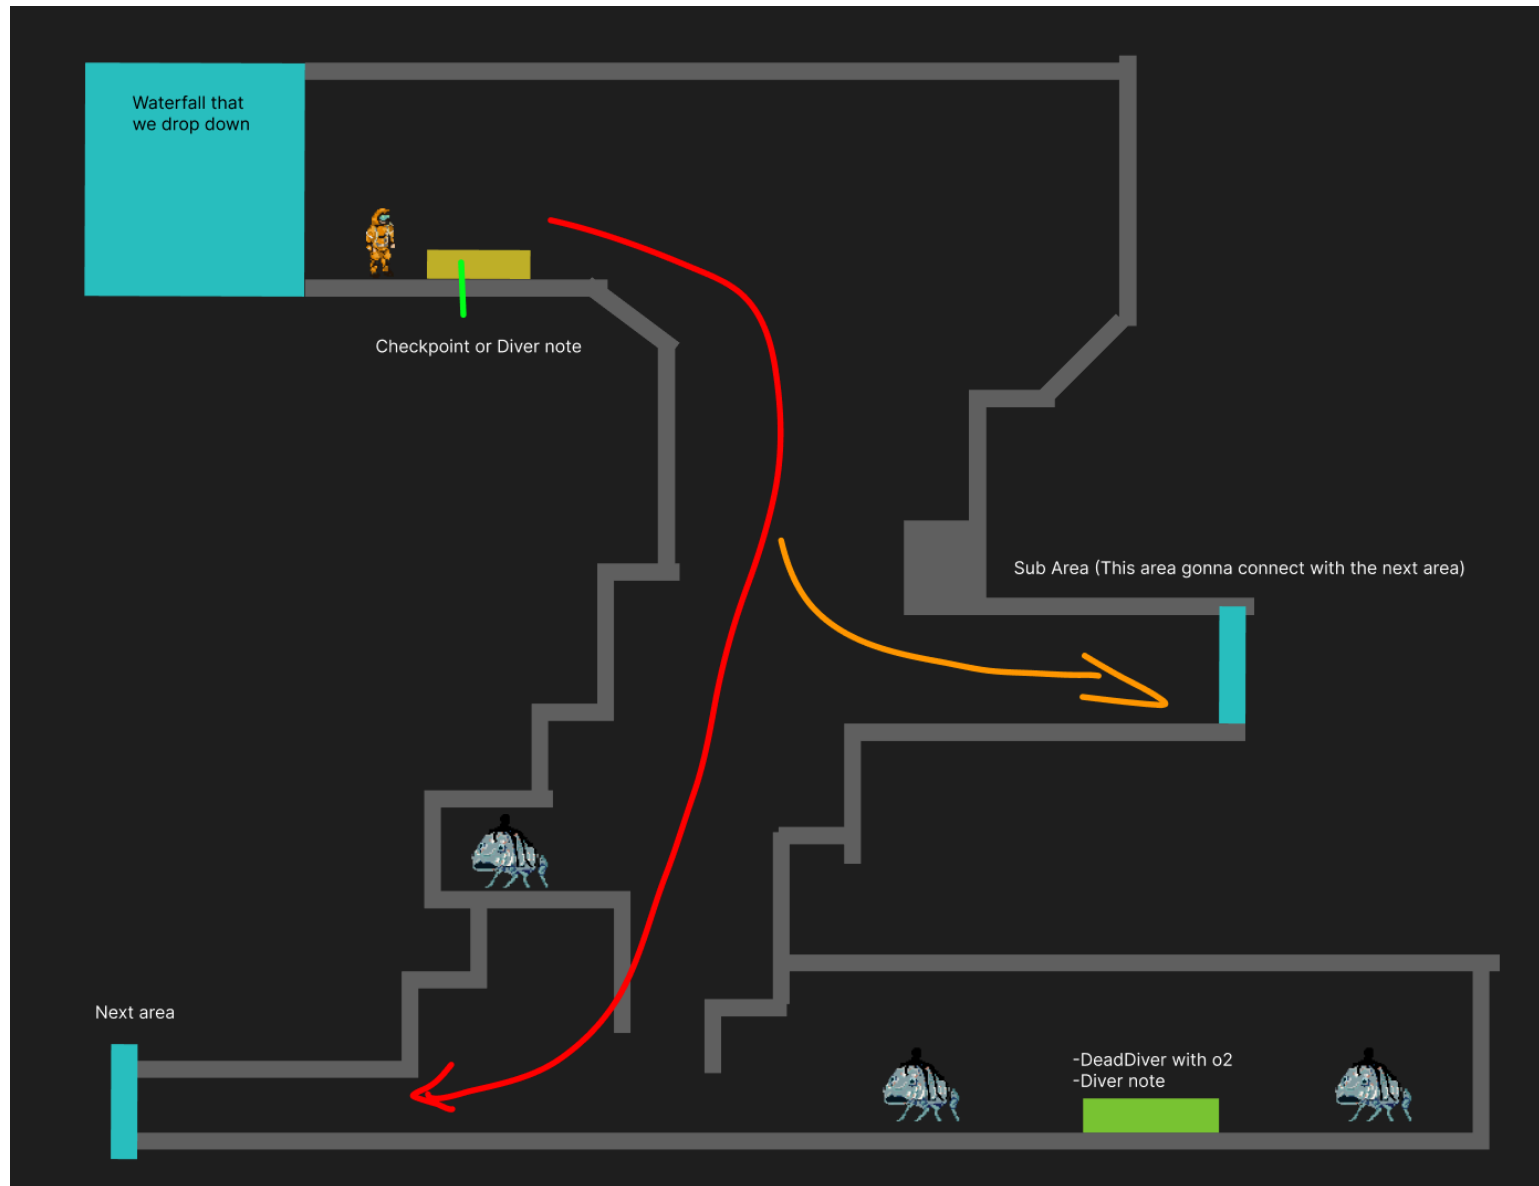 Waterfall that
we drop down
Checkpoint or Diver note
Sub Area (This area gonna connect with the next area)
Next area
-DeadDiver with o2
-Diver note